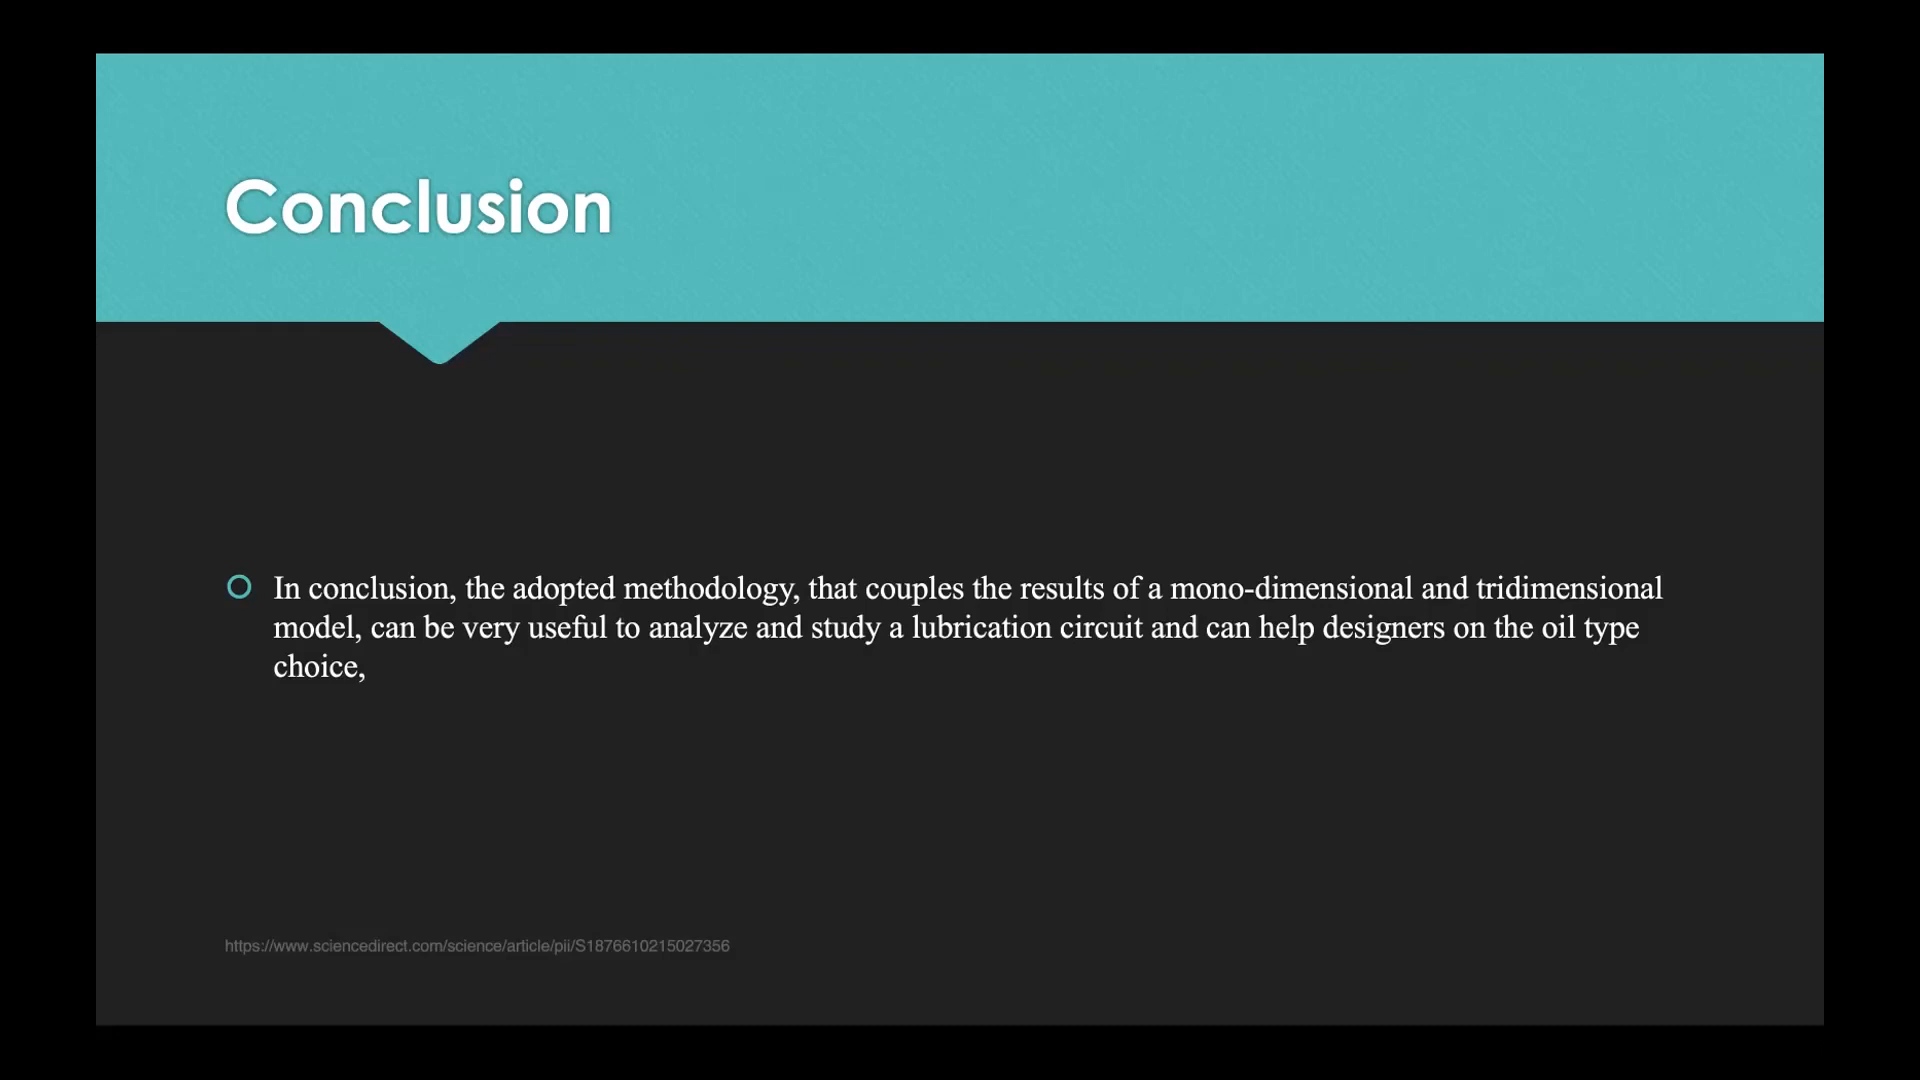 Conclusion
In conclusion, the adopted methodology, that couples the results of a mono-dimensional and tridimensional
model, can be very useful to analyze and study a lubrication circuit and can help designers on the oil type
choice,
https://www.sciencedirect.com/science/article/pii/S1876610215027356